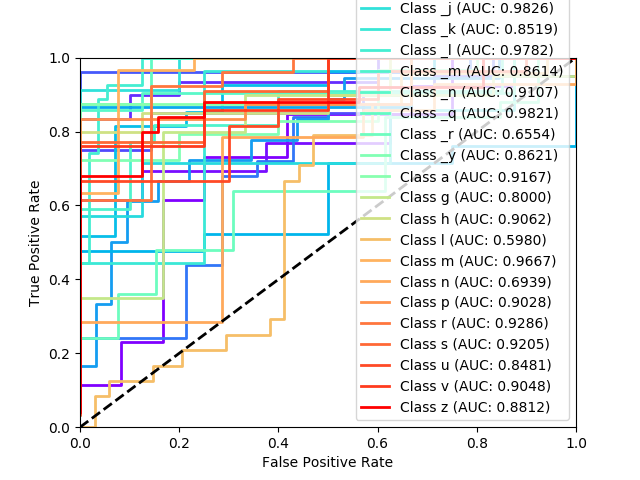 Class _j (AUC: 0.9826)
Class _k (AUC: 0.8519)
Class _l (AUC: 0.9782)
Class _m (AUC: 0.8614)
Class _n (AUC: 0.9107)
Class _q (AUC: 0.9821)
Class _r (AUC: 0.6554)
Class _y (AUC: 0.8621)
Class a (AUC: 0.9167)
Class g (AUC: 0.8000)
Class h (AUC: 0.9062)
Class l (AUC: 0.5980)
Class m (AUC: 0.9667)
Class n (AUC: 0.6939)
Class p (AUC: 0.9028)
Class r (AUC: 0.9286)
Class s (AUC: 0.9205)
Class u (AUC: 0.8481)
Class v (AUC: 0.9048)
Class z (AUC: 0.8812)
True Positive Rate
1.0
0.8
0.6
0.4
0.2
0.0
0.0 0.2 0.4 0.6 0.8 1.0
False Positive Rate